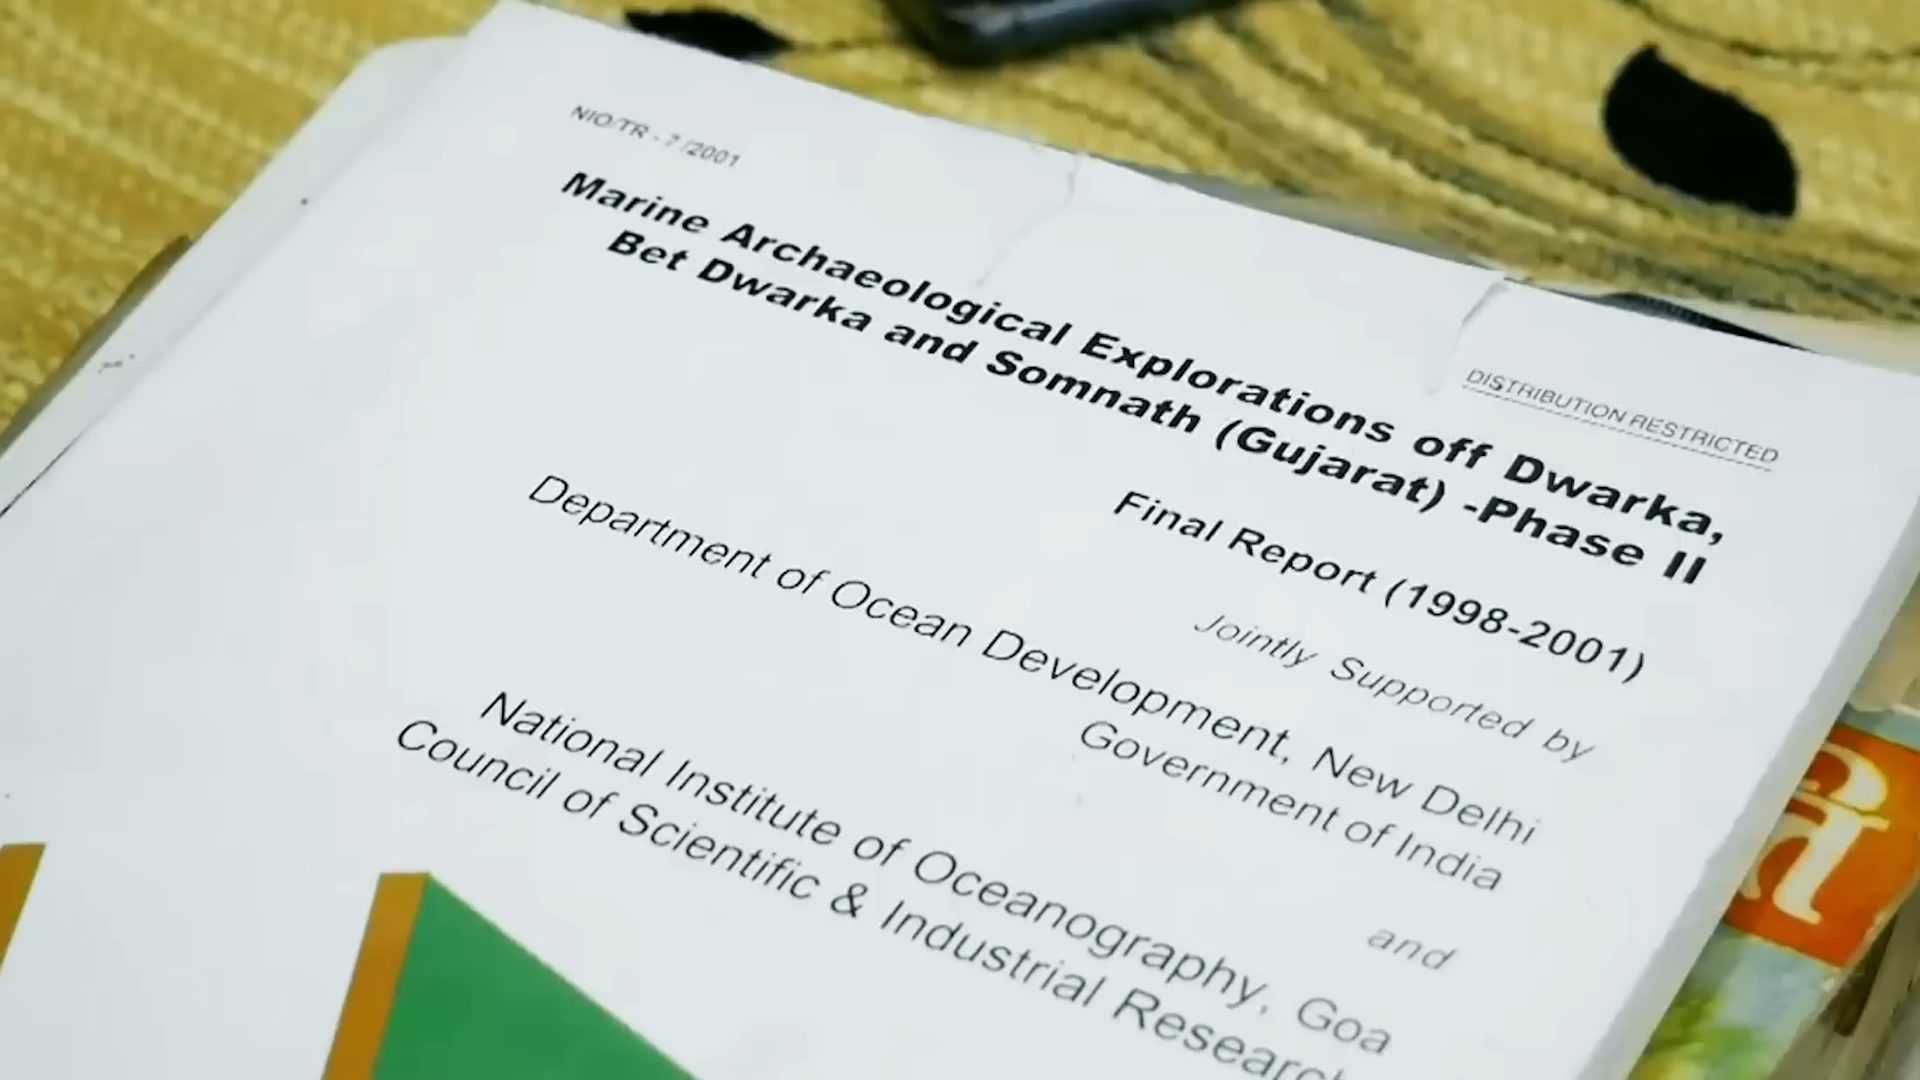 NIO/TR - 7 /2001
DISTRIBUTION RESTRICTED
Marine Archaeological Explorations off Dwarka,
Bet Dwarka and Somnath (Gujarat) -Phase II
Final Report (1998-2001)
Jointly Supported by
Department of Ocean Development, New Delhi
Government of India
and
National Institute of Oceanography, Goa
Council of Scientific & Industrial Research